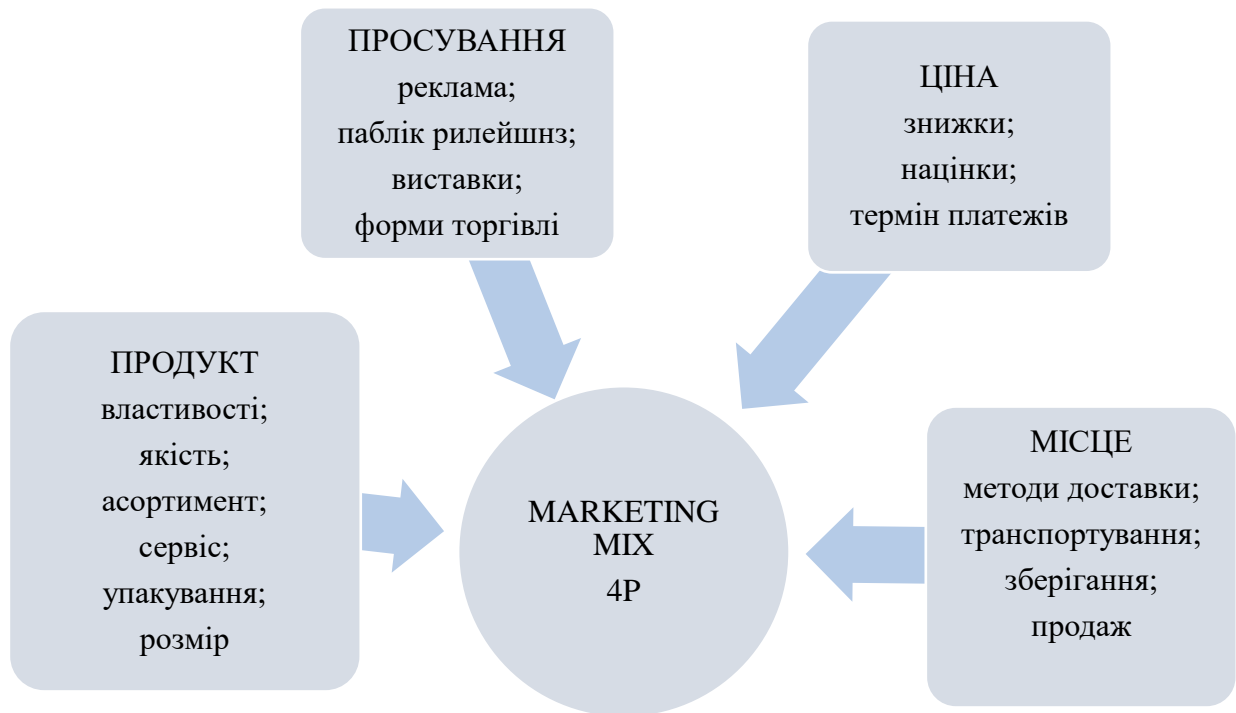 ПРОСУВАННЯ
реклама;
паблік рилейшнз;
виставки;
форми торгівлі
ЦІНА
знижки;
націнки;
термін платежів
ПРОДУКТ
властивості;
якість;
асортимент;
сервіс;
упакування;
розмір
MARKETING
MIX
4P
МІСЦЕ
методи доставки;
транспортування;
зберігання;
продаж